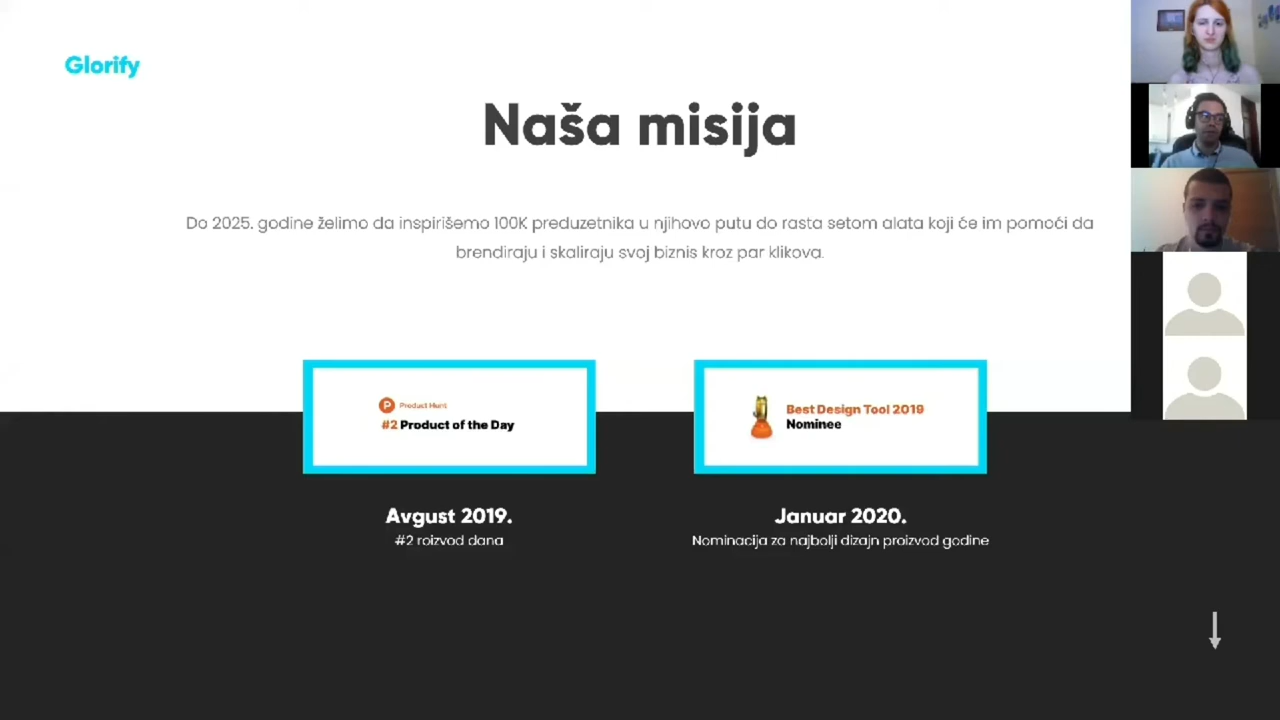 Glorify
Naša misija
Do 2025. godine želimo da inspirišemo 100K preduzetnika u njihovo putu do rasta setom alata koji će im pomoći da
brendiraju i skaliraju svoj biznis kroz par klikova.
Product Hunt
#2 Product of the Day
Best Design Tool 2019
Nominee
Avgust 2019.
#2 roizvod dana
Januar 2020.
Nominacija za najbolji dizajn proizvod godine